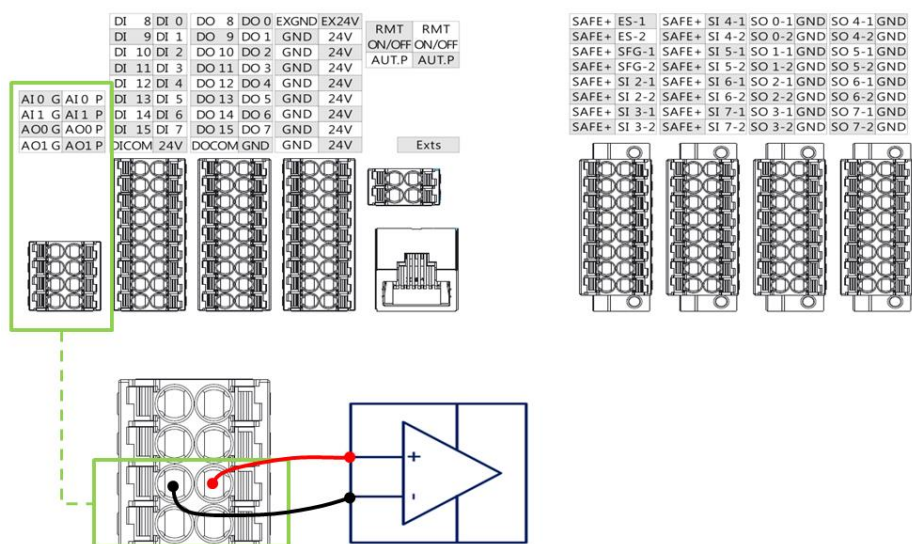 DI 8 DI 0 DO 8 DO 0 EXGND EX24V
DI 9 DI 1 DO 9 DO 1 GND 24V
DI 10 DI 2 DO 10 DO 2 GND 24V
DI 11 DI 3 DO 11 DO 3 GND 24V
DI 12 DI 4 DO 12 DO 4 GND 24V
AI0 G AI0 P DI 13 DI 5 DO 13 DO 5 GND 24V
AI1 G AI1 P DI 14 DI 6 DO 14 DO 6 GND 24V
AO0 G AO0 P DI 15 DI 7 DO 15 DO 7 GND 24V
AO1 G AO1 P DICOM 24V DOCOM GND GND 24V
RMT RMT
ON/OFF ON/OFF
AUT.P AUT.P
Exts
SAFE+ ES-1 SAFE+ SI 4-1 SO 0-1 GND SO 4-1 GND
SAFE+ ES-2 SAFE+ SI 4-2 SO 0-2 GND SO 4-2 GND
SAFE+ SFG-1 SAFE+ SI 5-1 SO 1-1 GND SO 5-1 GND
SAFE+ SFG-2 SAFE+ SI 5-2 SO 1-2 GND SO 5-2 GND
SAFE+ SI 2-1 SAFE+ SI 6-1 SO 2-1 GND SO 6-1 GND
SAFE+ SI 2-2 SAFE+ SI 6-2 SO 2-2 GND SO 6-2 GND
SAFE+ SI 3-1 SAFE+ SI 7-1 SO 3-1 GND SO 7-1 GND
SAFE+ SI 3-2 SAFE+ SI 7-2 SO 3-2 GND SO 7-2 GND
+
-